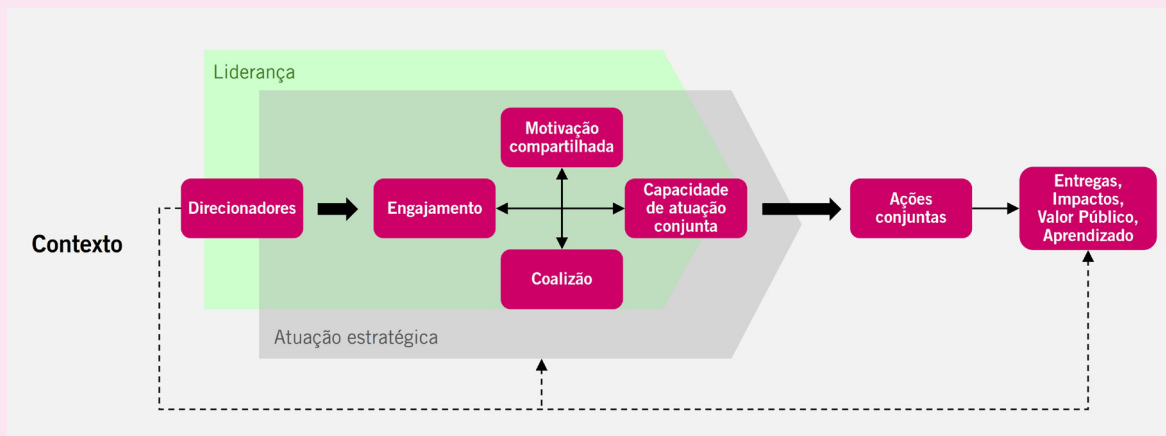 Liderança
Motivação
compartilhada
Direcionadores
Engajamento
Capacidade
de atuação
conjunta
Ações
conjuntas
Entregas,
Impactos,
Valor Público,
Aprendizado
Contexto
Coalizão
Atuação estratégica